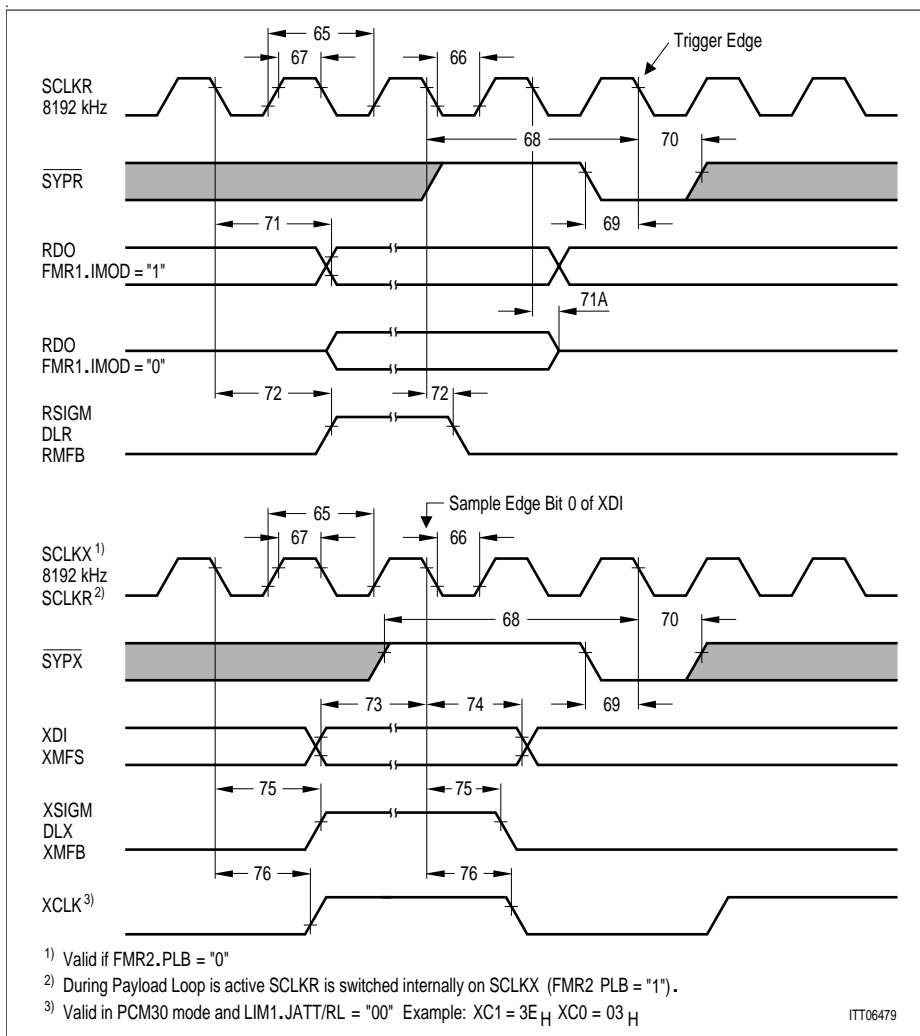 65
67
66
Trigger Edge
SCLKR
8192 kHz
68
70
SYPR
69
71
RDO
FMR1.IMOD = "1"
71A
RDO
FMR1.IMOD = "0"
72
72
RSIGM
DLR
RMFB
Sample Edge Bit 0 of XDI
65
67
66
SCLKX 1)
8192 kHz
SCLKR 2)
68
70
SYPX
69
73
74
XDI
XMFS
75
75
XSIGM
DLX
XMFB
76
76
XCLK 3)
1) Valid if FMR2.PLB = "0"
2) During Payload Loop is active SCLKR is switched internally on SCLKX (FMR2 PLB = "1").
3) Valid in PCM30 mode and LIM1.JATT/RL = "00" Example: XC1 = 3E H XC0 = 03 H
ITT06479